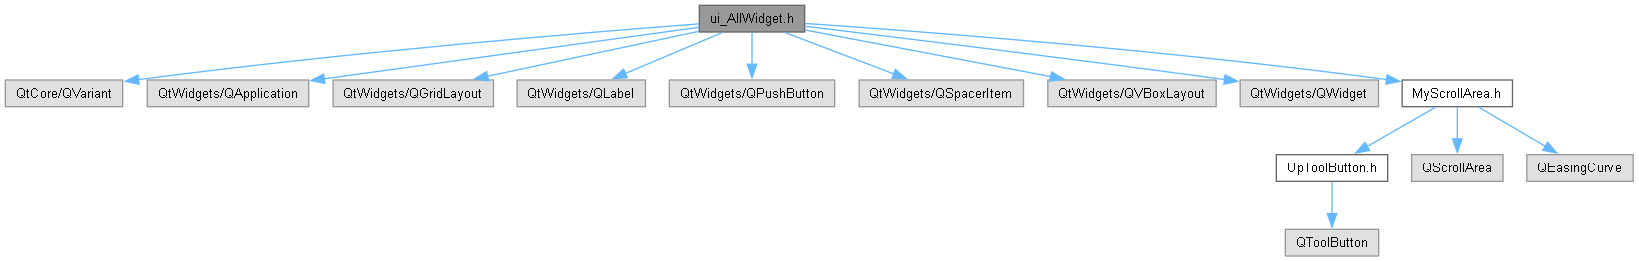 ui_AllWidget.h
QtCore/QVariant
QtWidgets/QApplication
QtWidgets/QGridLayout
QtWidgets/QLabel
QtWidgets/QPushButton
QtWidgets/QSpacerItem
QtWidgets/QVBoxLayout
QtWidgets/QWidget
MyScrollArea.h
UpToolButton.h
QScrollArea
QEasingCurve
QToolButton